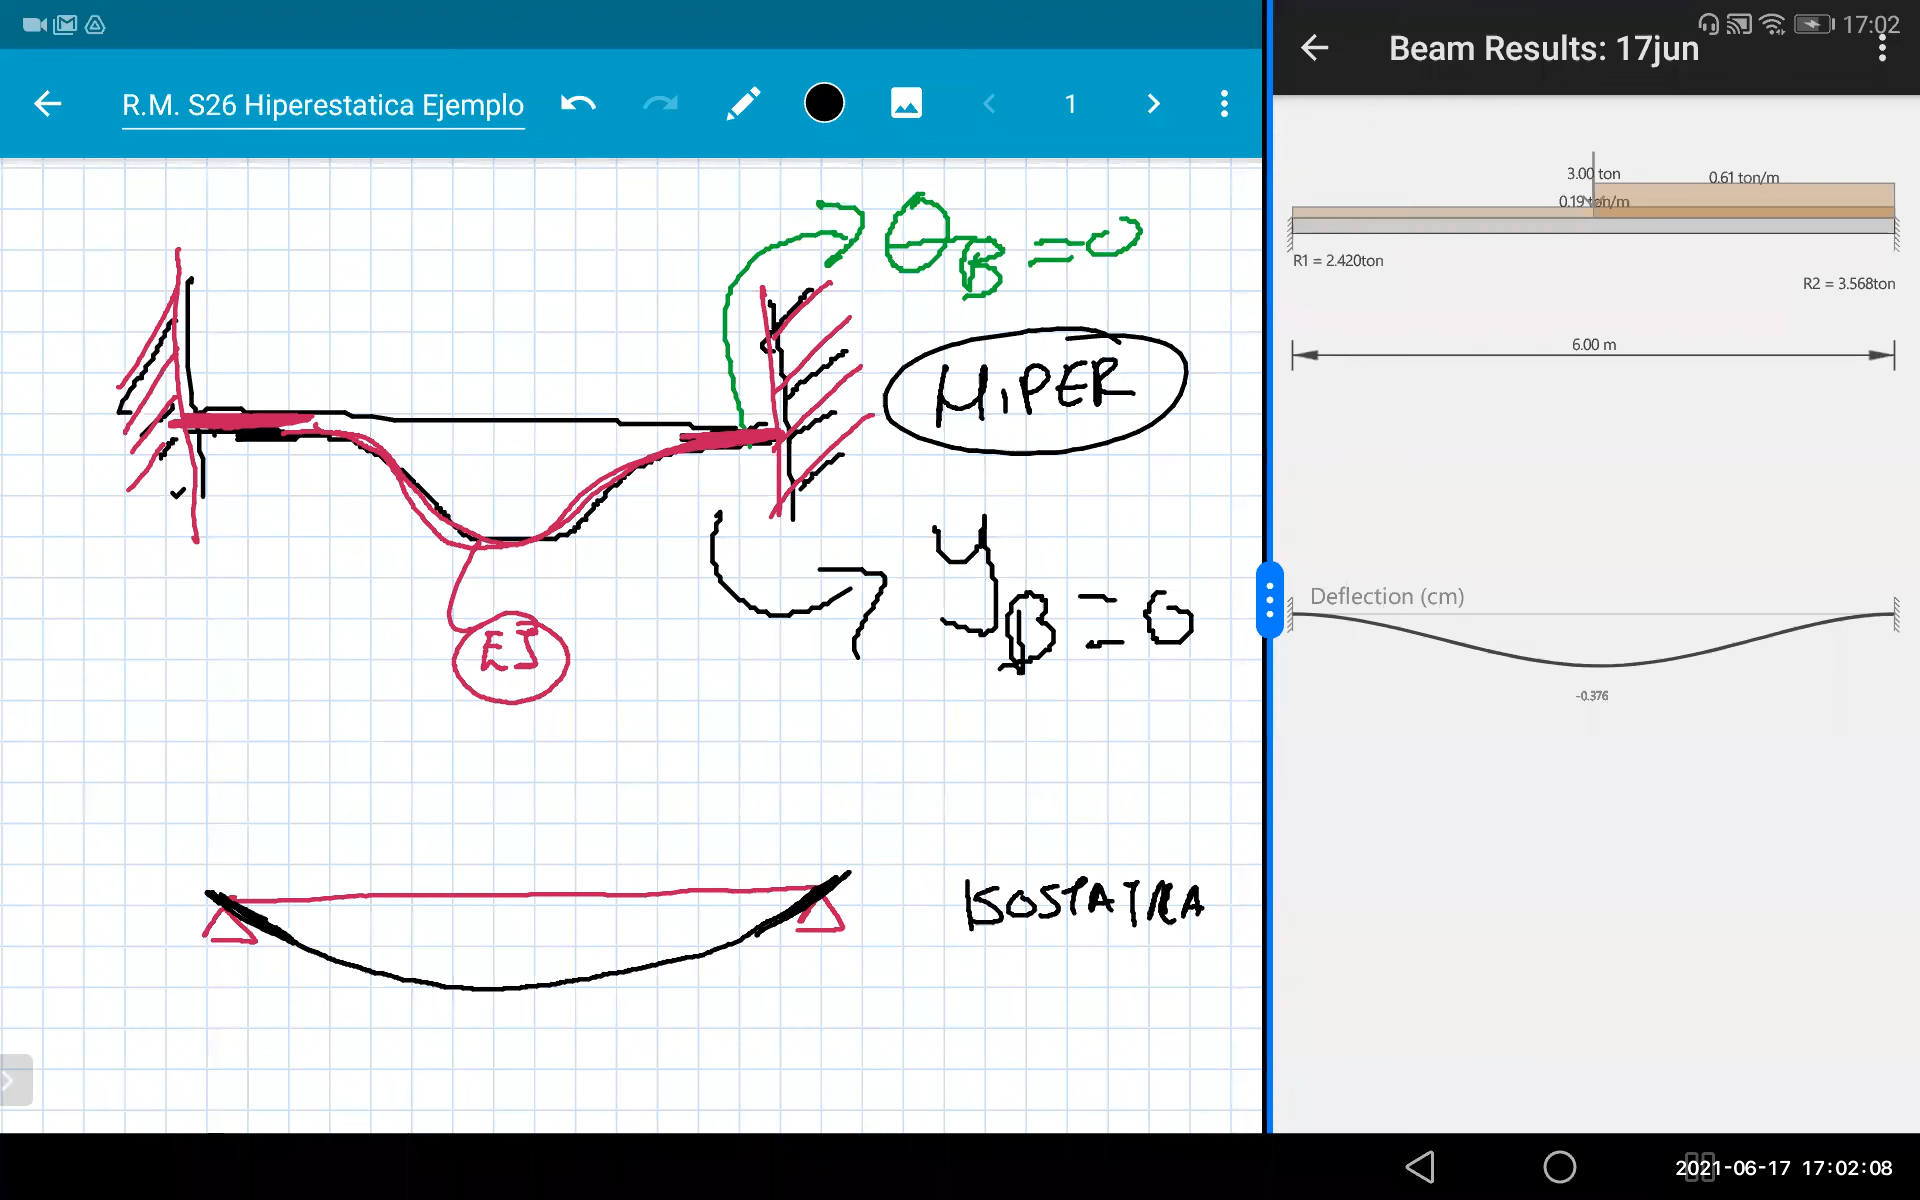 17:02
R.M. S26 Hiperestatica Ejemplo
1
Beam Results: 17jun
θB = 0
HIPER
yB = 0
EI
ISOSTATICA
3.00 ton
0.61 ton/m
0.19 ton/m
R1 = 2.420ton
R2 = 3.568ton
6.00 m
Deflection (cm)
-0.376
2021-06-17 17:02:08